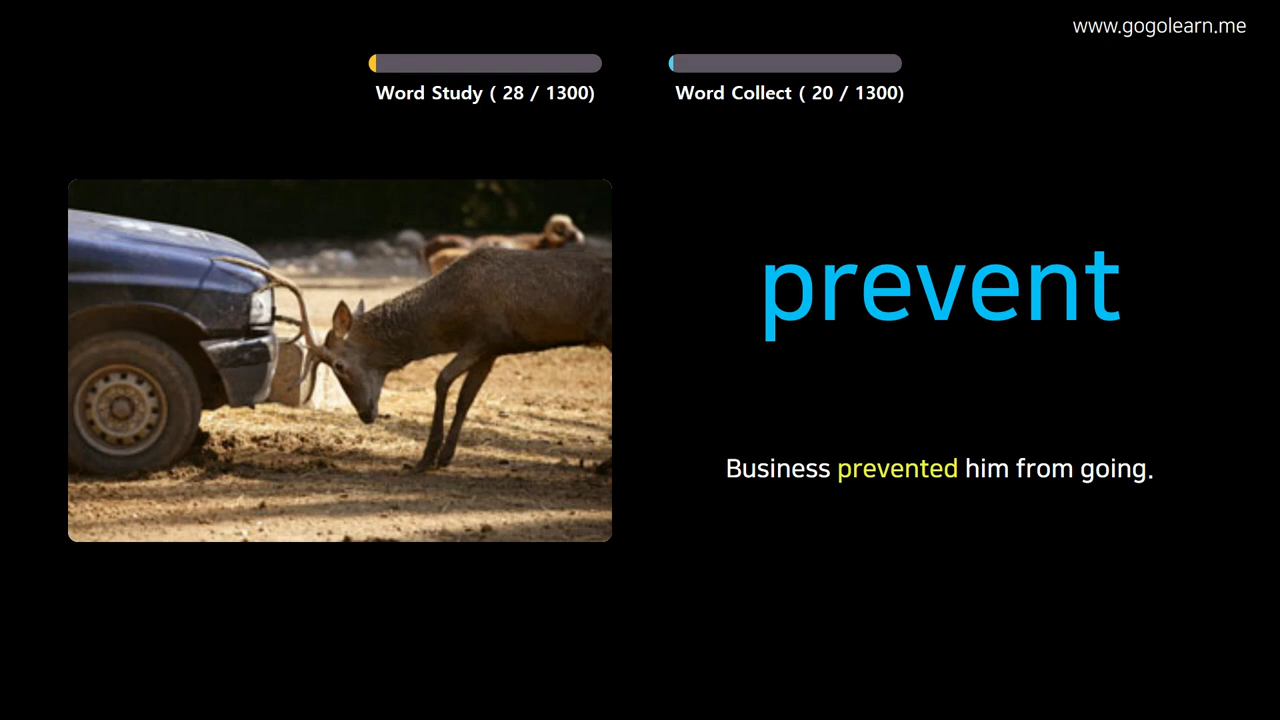 www.gogolearn.me
Word Study ( 28 / 1300)
Word Collect ( 20 / 1300)
prevent
Business prevented him from going.